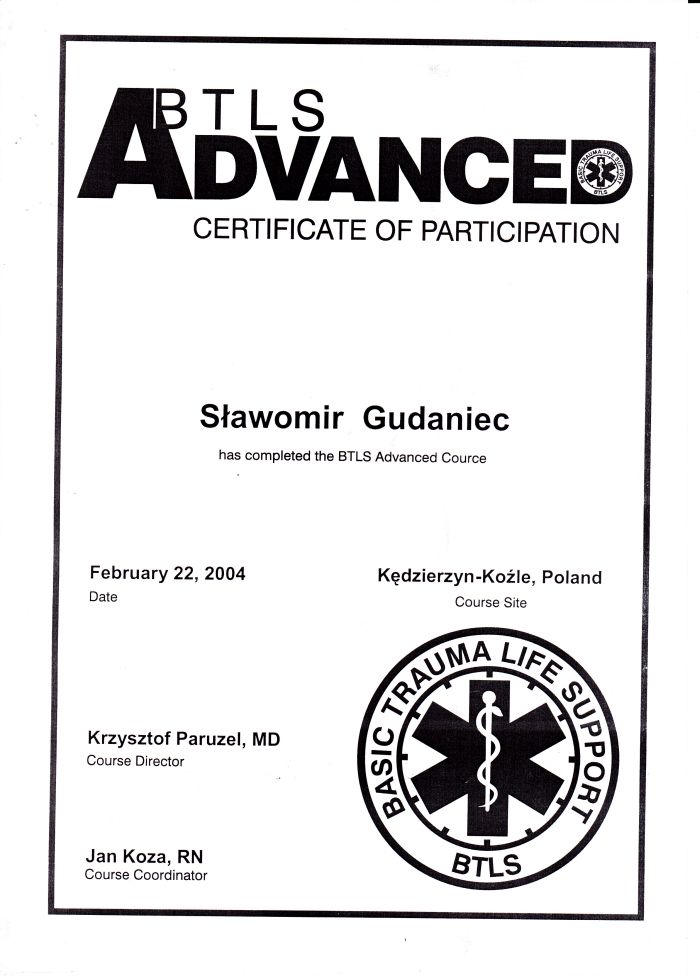 BTLS
ADVANCED
BASIC TRAUMA LIFE SUPPORT
BTLS
CERTIFICATE OF PARTICIPATION
Sławomir Gudaniec
has completed the BTLS Advanced Cource
February 22, 2004
Date
Kędzierzyn-Koźle, Poland
Course Site
BASIC TRAUMA LIFE SUPPORT
BTLS
Krzysztof Paruzel, MD
Course Director
Jan Koza, RN
Course Coordinator